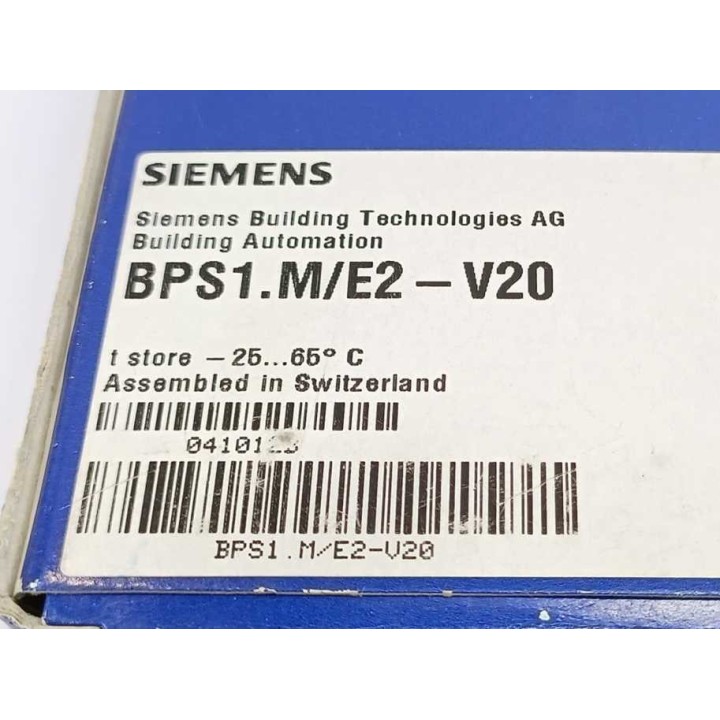 SIEMENS
Siemens Building Technologies AG
Building Automation
BPS1.M/E2 – V20
t store – 25...65° C
Assembled in Switzerland
BPS1.M/E2-V20